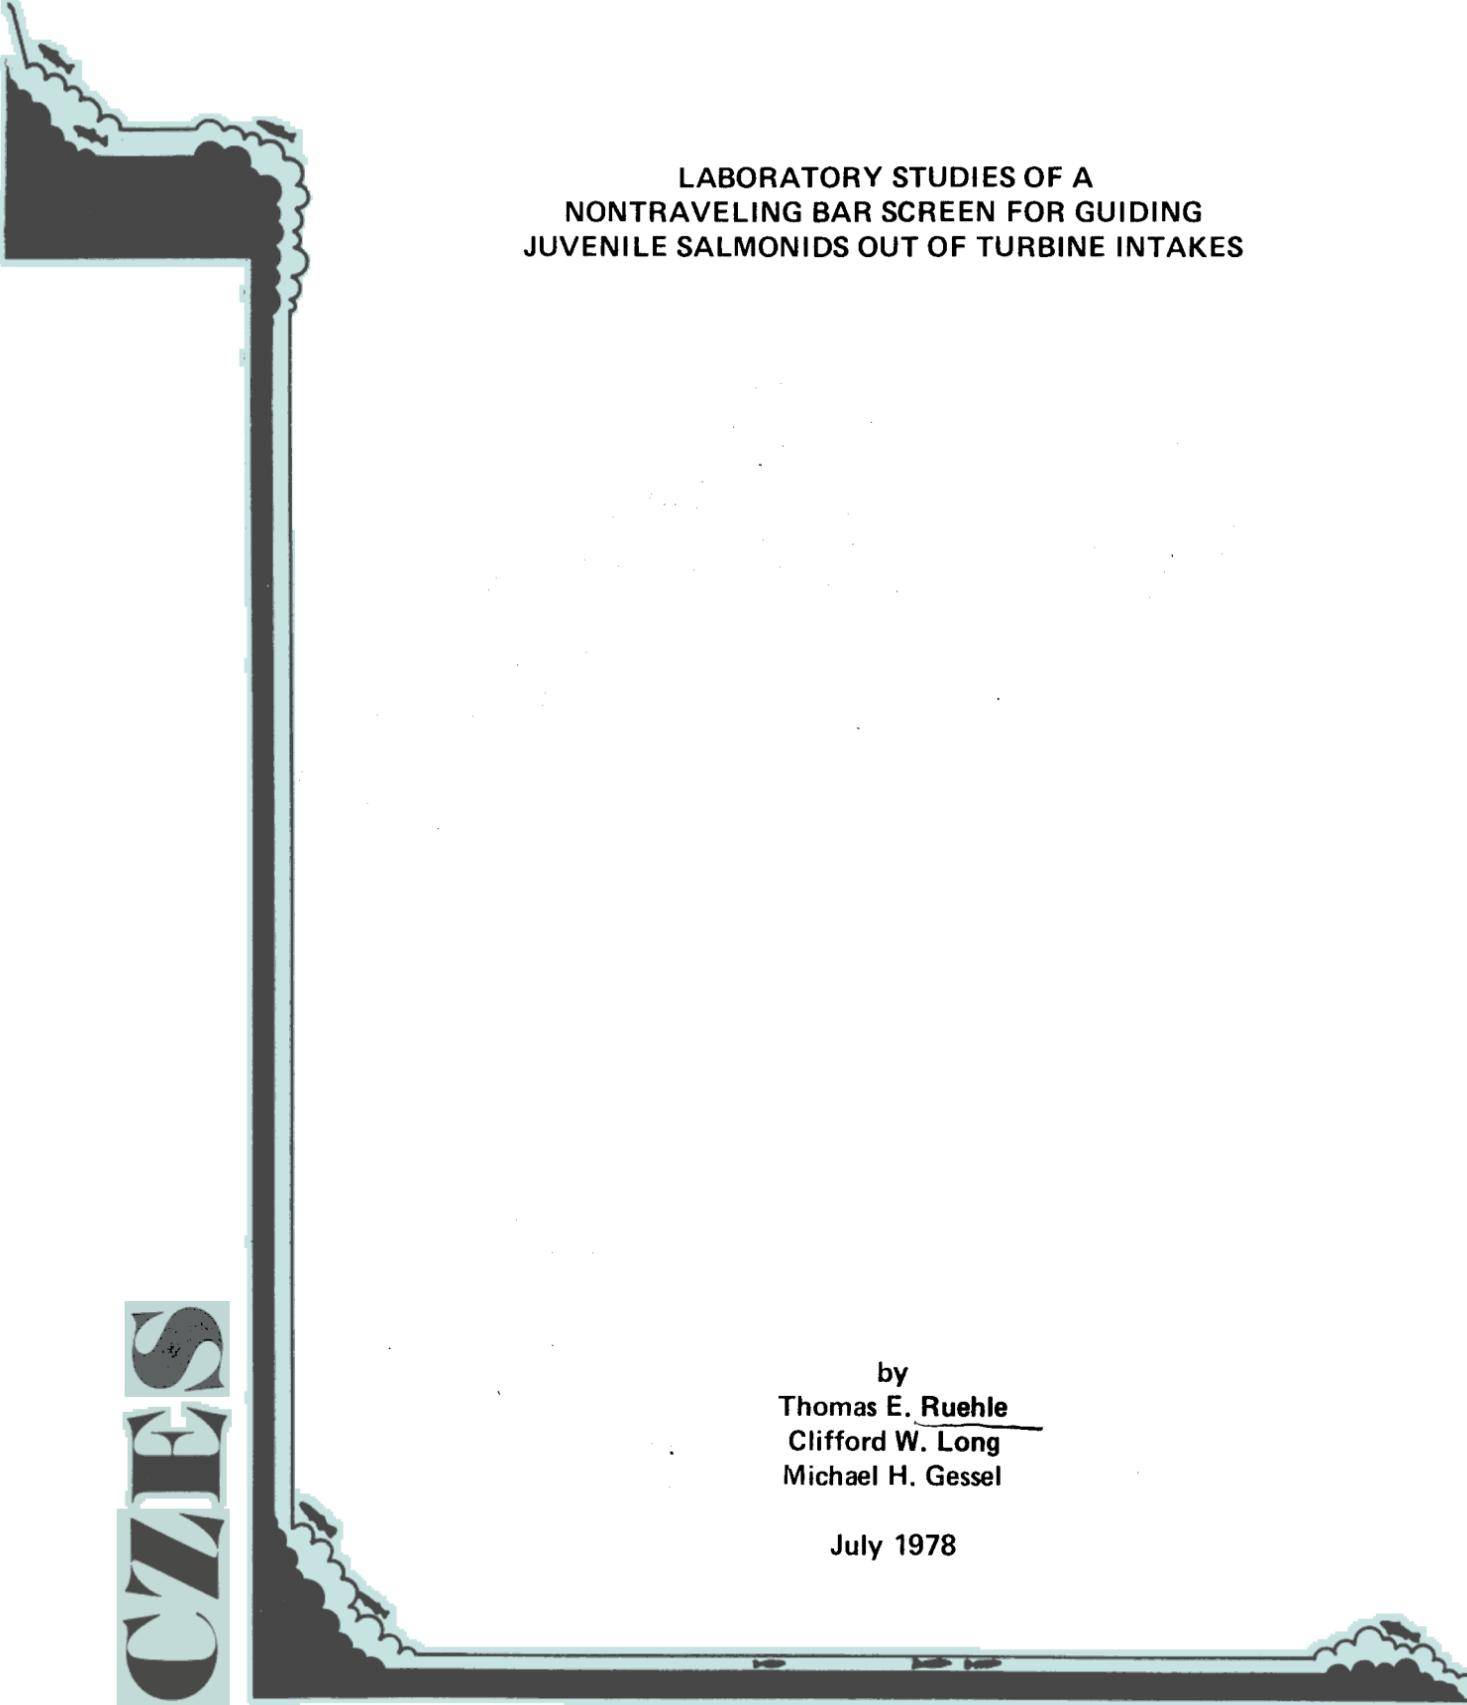 LABORATORY STUDIES OF A
NONTRAVELING BAR SCREEN FOR GUIDING
JUVENILE SALMONIDS OUT OF TURBINE INTAKES
by
Thomas E. Ruehle
Clifford W. Long
Michael H. Gessel
July 1978
CZES